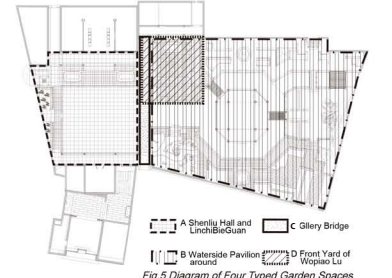 A Shenliu Hall and
LinchiBieGuan
C Gllery Bridge
B Waterside Pavilion
around
D Front Yard of
Wopiao Lu
Fig.5 Diagram of Four Typed Garden Spaces